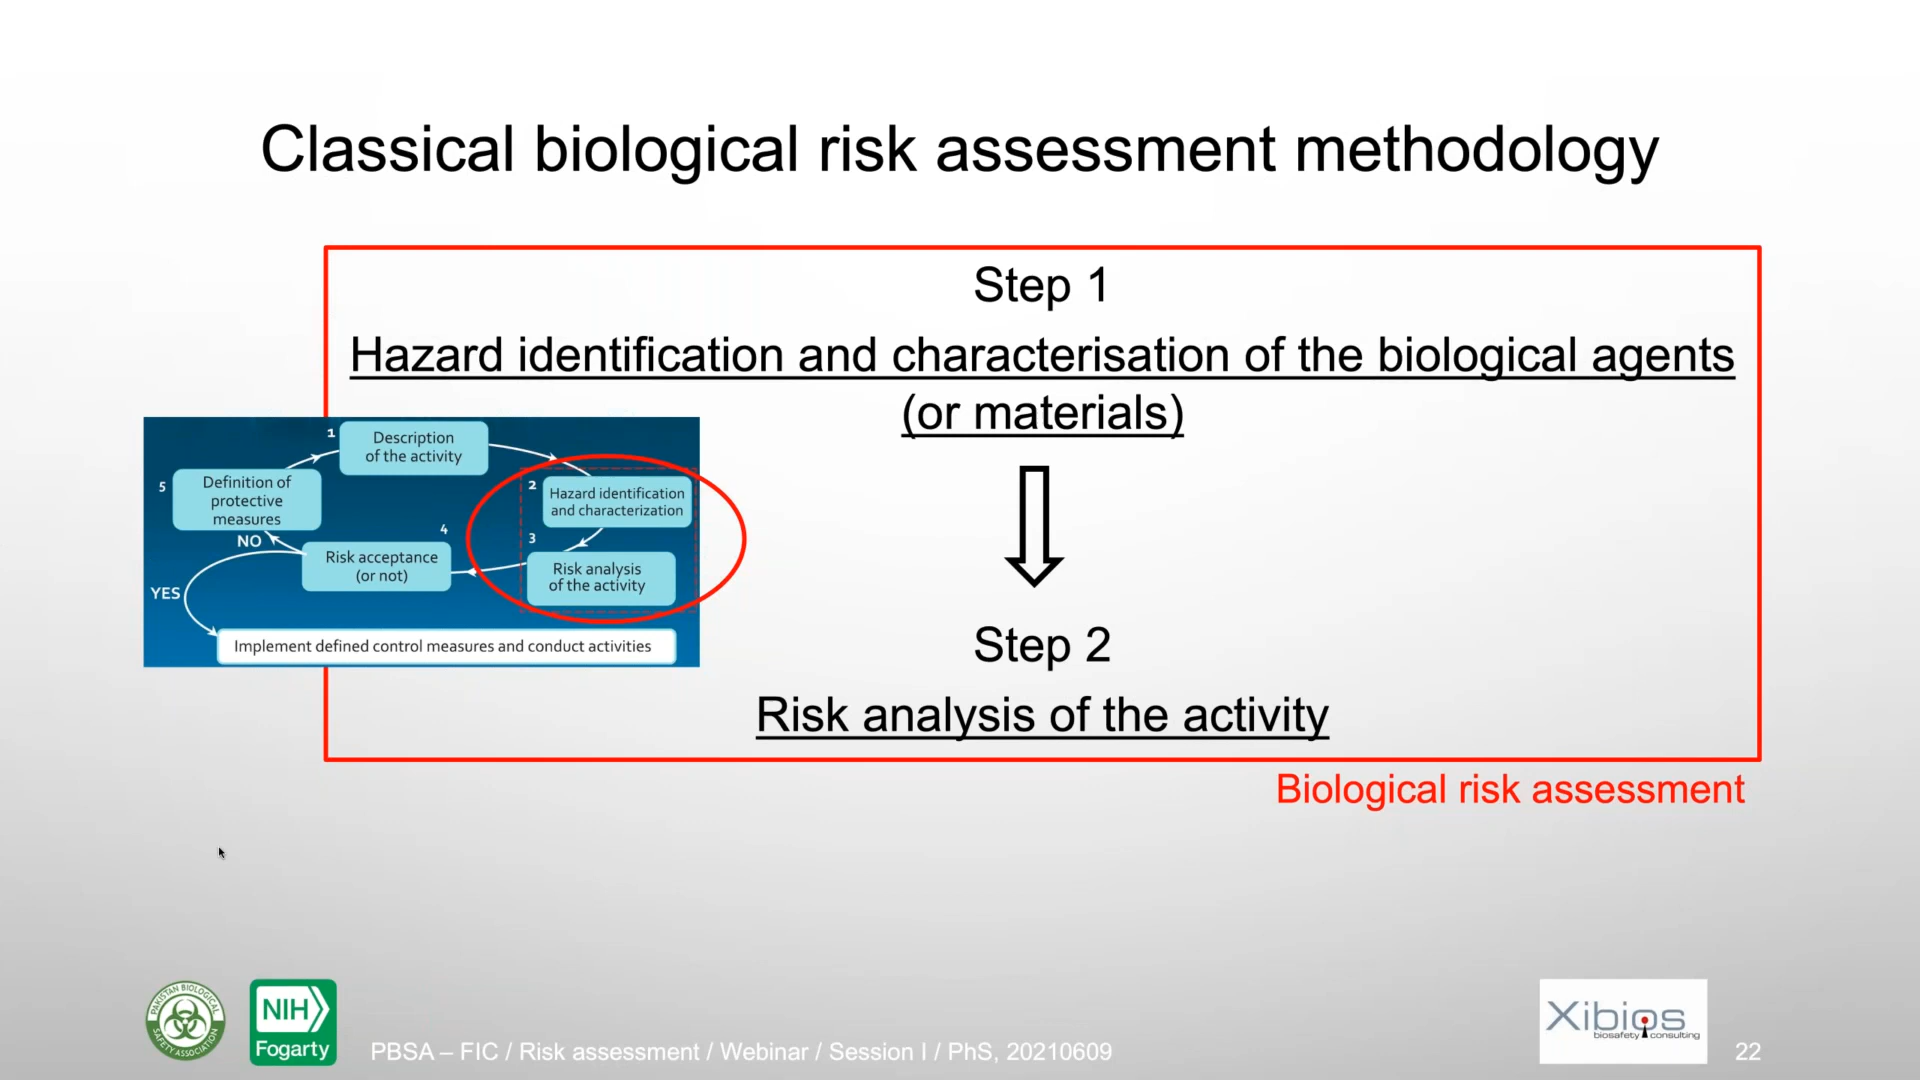 Classical biological risk assessment methodology
Step 1
Hazard identification and characterisation of the biological agents
(or materials)
1
Description
of the activity
5
Definition of
protective
measures
2
Hazard identification
and characterization
3
Risk analysis
of the activity
4
Risk acceptance
(or not)
NO
YES
Implement defined control measures and conduct activities
Step 2
Risk analysis of the activity
Biological risk assessment
PAKISTAN BIOLOGICAL
SAFETY ASSOCIATION
NIH
Fogarty
PBSA – FIC / Risk assessment / Webinar / Session I / PhS, 20210609
Xibios
biosafety consulting
22